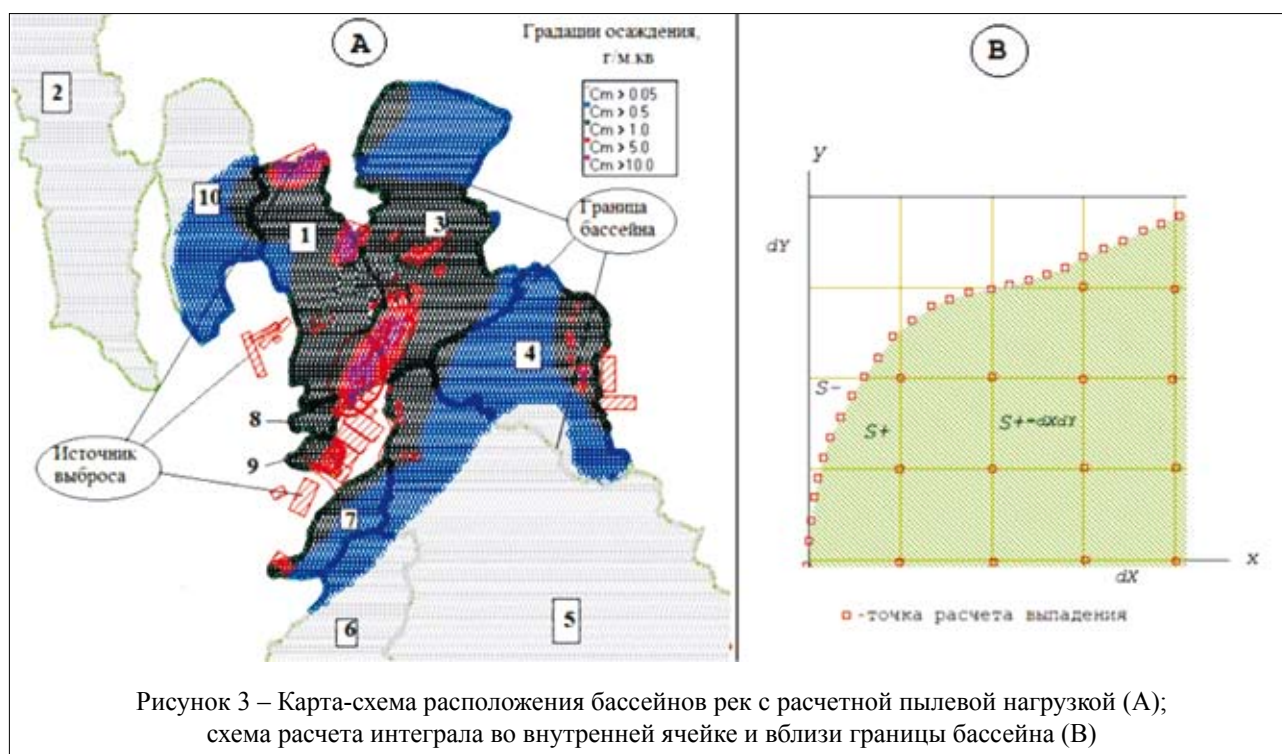 A
Градации осаждения,
г/м.кв
Cm > 0.05
Cm > 0.5
Cm > 1.0
Cm > 5.0
Cm > 10.0
2
10
1
3
Граница
бассейна
4
8
9
Источник
выброса
7
6
5
B
y
dY
S-
S+
S+=dXdY
x
dX
-точка расчета выпадения
Рисунок 3 – Карта-схема расположения бассейнов рек с расчетной пылевой нагрузкой (А);
схема расчета интеграла во внутренней ячейке и вблизи границы бассейна (В)